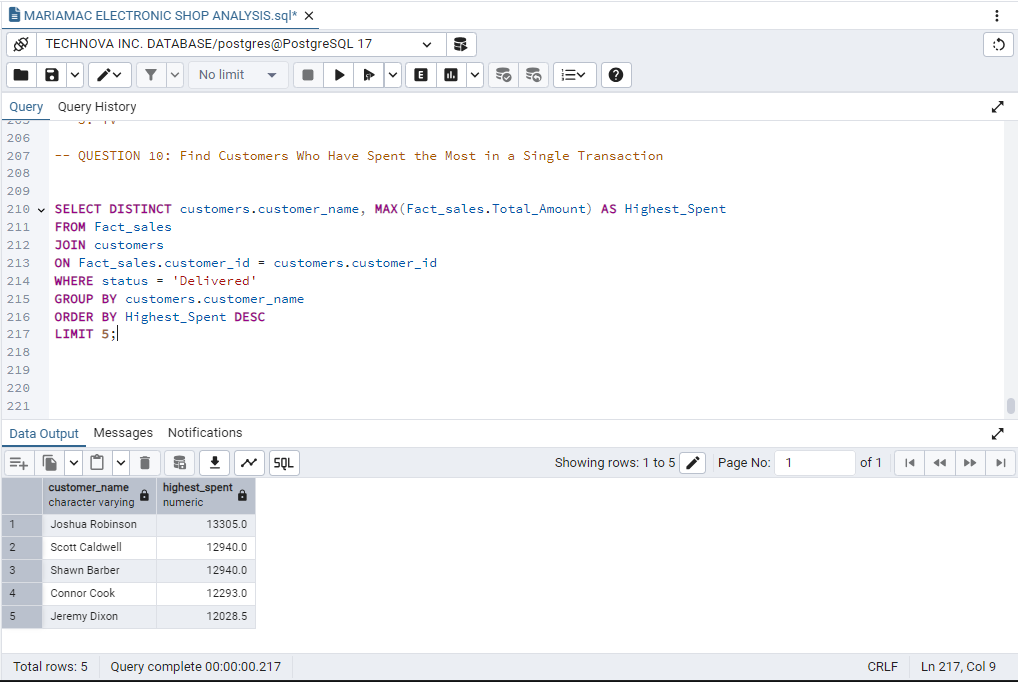 MARIAMAC ELECTRONIC SHOP ANALYSIS.sql*
TECHNOVA INC. DATABASE/postgres@PostgreSQL 17
No limit
E
Query
Query History
206
207 -- QUESTION 10: Find Customers Who Have Spent the Most in a Single Transaction
208
209
210 SELECT DISTINCT customers.customer_name, MAX(Fact_sales.Total_Amount) AS Highest_Spent
211 FROM Fact_sales
212 JOIN customers
213 ON Fact_sales.customer_id = customers.customer_id
214 WHERE status = 'Delivered'
215 GROUP BY customers.customer_name
216 ORDER BY Highest_Spent DESC
217 LIMIT 5;
218
219
220
221
Data Output Messages Notifications
SQL Showing rows: 1 to 5 Page No: 1 of 1
customer_name highest_spent
character varying numeric
1 Joshua Robinson 13305.0
2 Scott Caldwell 12940.0
3 Shawn Barber 12940.0
4 Connor Cook 12293.0
5 Jeremy Dixon 12028.5
Total rows: 5 Query complete 00:00:00.217 CRLF Ln 217, Col 9